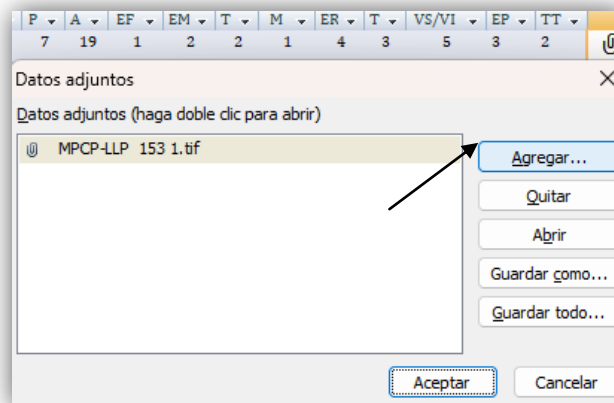 P A EF EM T M ER T VS/VI EP TT
7 19 1 2 2 1 4 3 5 3 2
Datos adjuntos
Datos adjuntos (haga doble clic para abrir)
MPCP-LLP 153 1.tif
Agregar...
Quitar
Abrir
Guardar como...
Guardar todo...
Aceptar Cancelar